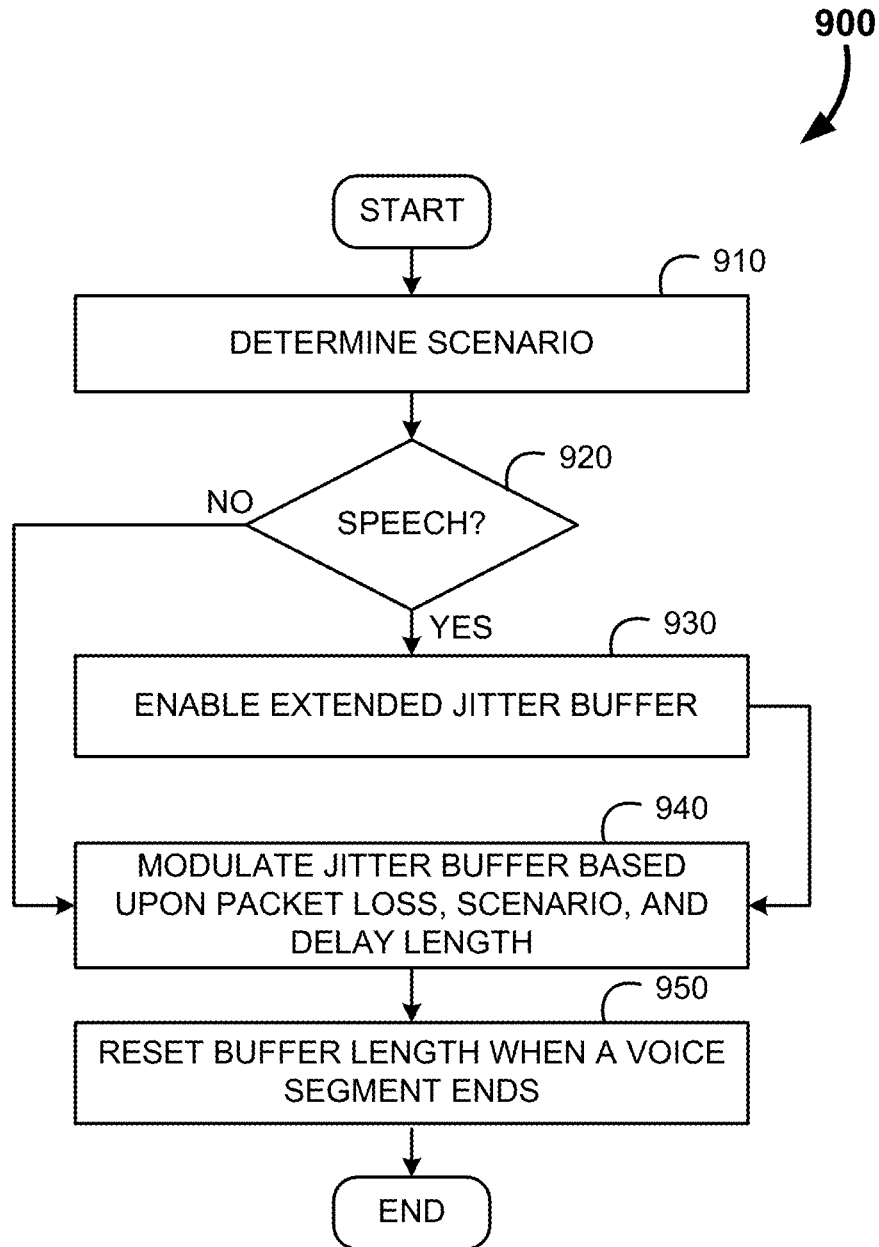 900
START
910
DETERMINE SCENARIO
920
NO
SPEECH?
YES
930
ENABLE EXTENDED JITTER BUFFER
940
MODULATE JITTER BUFFER BASED
UPON PACKET LOSS, SCENARIO, AND
DELAY LENGTH
950
RESET BUFFER LENGTH WHEN A VOICE
SEGMENT ENDS
END